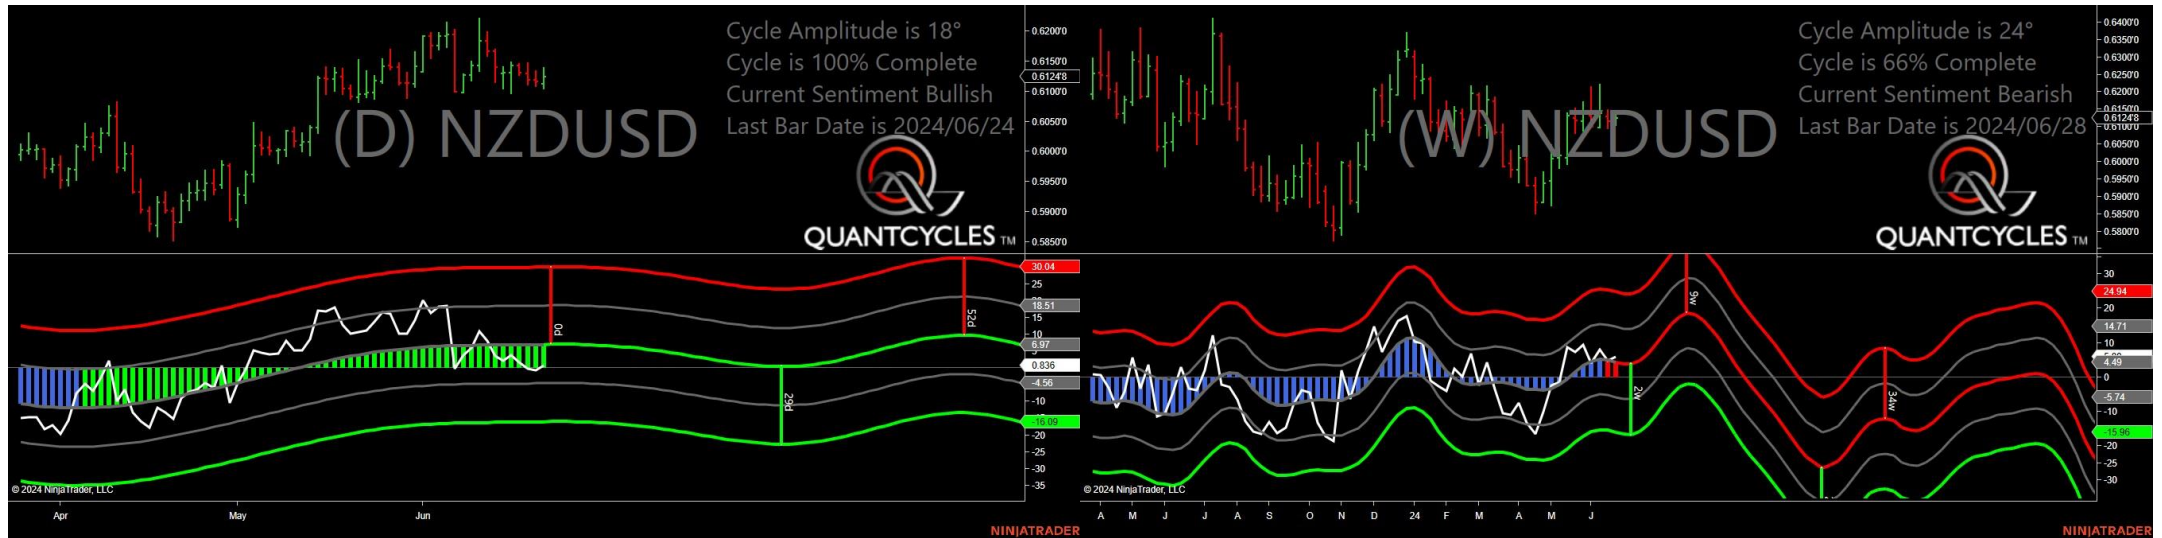 Cycle Amplitude is 18°
Cycle is 100% Complete
Current Sentiment Bullish
Last Bar Date is 2024/06/24
(D) NZDUSD
QUANTCYCLES TM
0.6200'0
0.6150'0
0.6124'8
0.6100'0
0.6050'0
0.6000'0
0.5950'0
0.5900'0
0.5850'0
30.04
25
18.51
15
10
6.97
0.836
-4.56
-10
-16.09
-20
-25
-30
-35
0d
29d
52d
© 2024 NinjaTrader, LLC
Apr May Jun
NINJATRADER
Cycle Amplitude is 24°
Cycle is 66% Complete
Current Sentiment Bearish
Last Bar Date is 2024/06/28
(W) NZDUSD
QUANTCYCLES TM
0.6400'0
0.6350'0
0.6300'0
0.6250'0
0.6200'0
0.6150'0
0.6124'8
0.6100'0
0.6050'0
0.6000'0
0.5950'0
0.5900'0
0.5850'0
0.5800'0
30
24.94
20
14.71
10
4.49
0
-5.74
-10
-15.96
-20
-25
-30
2w
9w
34w
© 2024 NinjaTrader, LLC
A M J J A S O N D 24 F M A M J
NINJATRADER